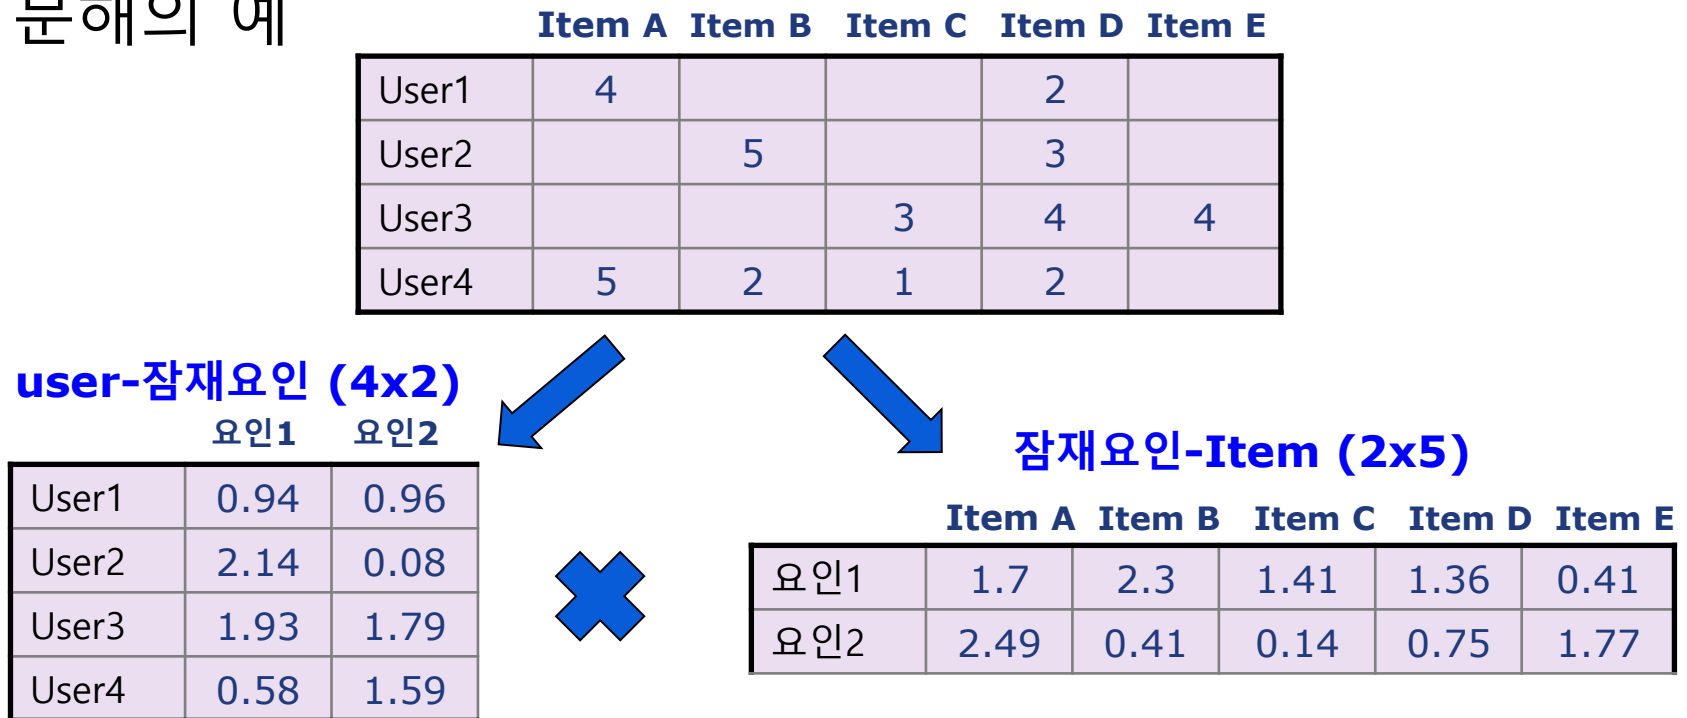 분해의 예
Item A Item B Item C Item D Item E
User1 4 2
User2 5 3
User3 3 4 4
User4 5 2 1 2
user-잠재요인 (4x2)
요인1 요인2
User1 0.94 0.96
User2 2.14 0.08
User3 1.93 1.79
User4 0.58 1.59
잠재요인-Item (2x5)
Item A Item B Item C Item D Item E
요인1 1.7 2.3 1.41 1.36 0.41
요인2 2.49 0.41 0.14 0.75 1.77